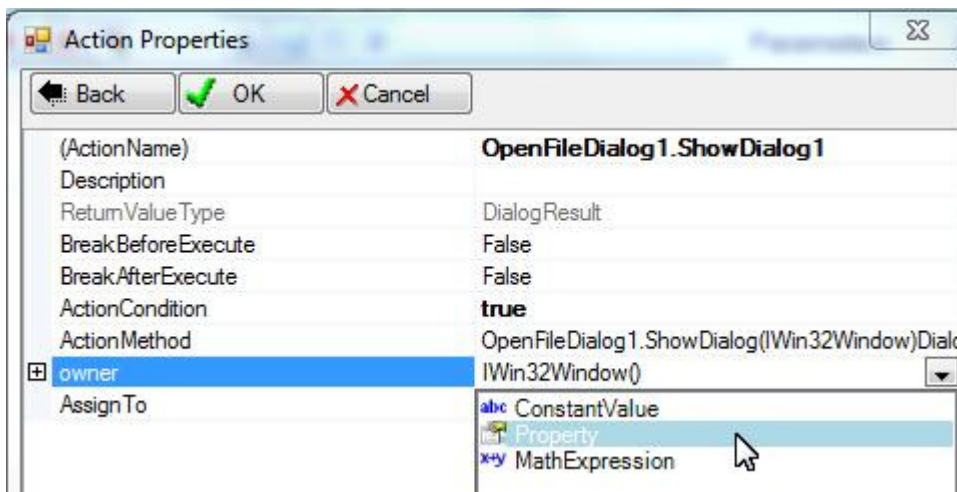 Action Properties
Back OK Cancel
(ActionName) OpenFileDialog1.ShowDialog1
Description
ReturnValueType DialogResult
BreakBeforeExecute False
BreakAfterExecute False
ActionCondition true
ActionMethod OpenFileDialog1.ShowDialog(IWin32Window)Dialo
owner IWin32Window()
AssignTo abc ConstantValue
Property
x+y MathExpression